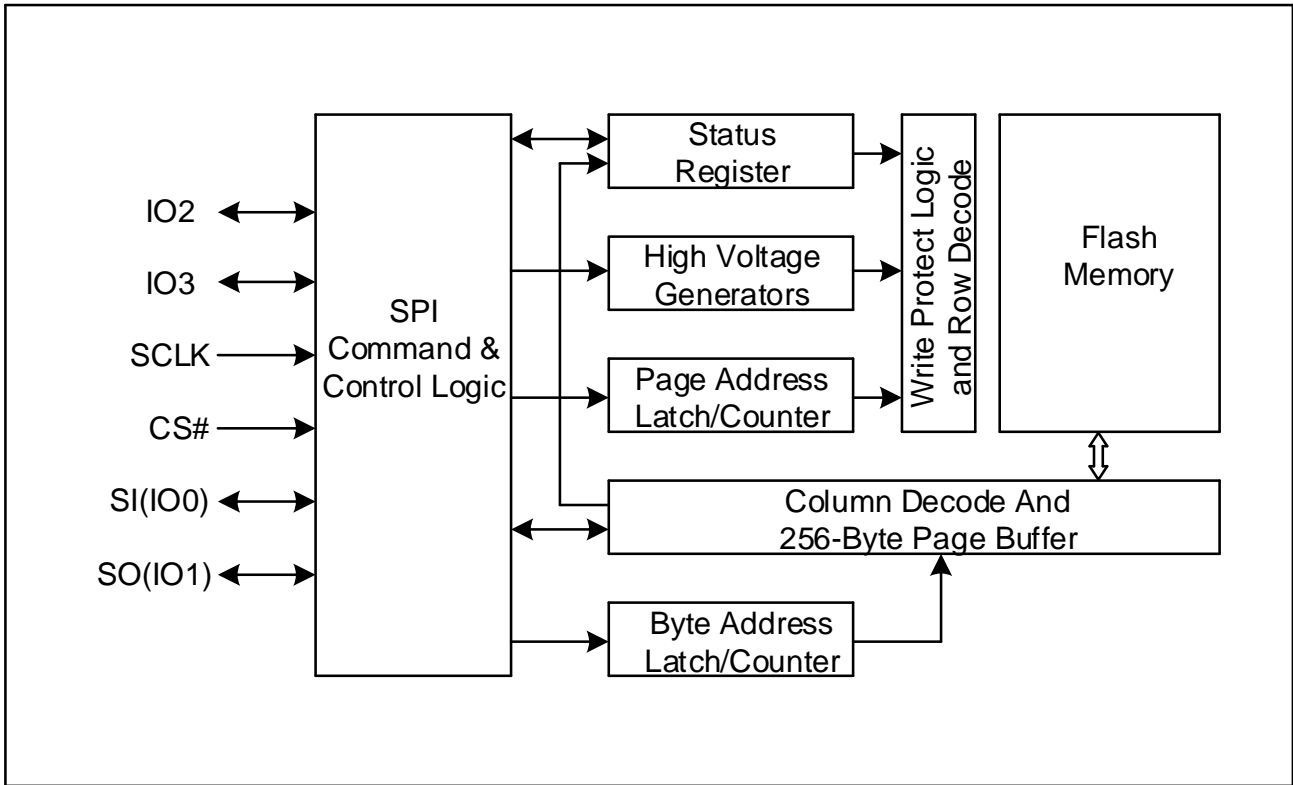 IO2
IO3
SCLK
CS#
SI(IO0)
SO(IO1)
SPI
Command &
Control Logic
Status
Register
High Voltage
Generators
Page Address
Latch/Counter
Write Protect Logic
and Row Decode
Flash
Memory
Column Decode And
256-Byte Page Buffer
Byte Address
Latch/Counter